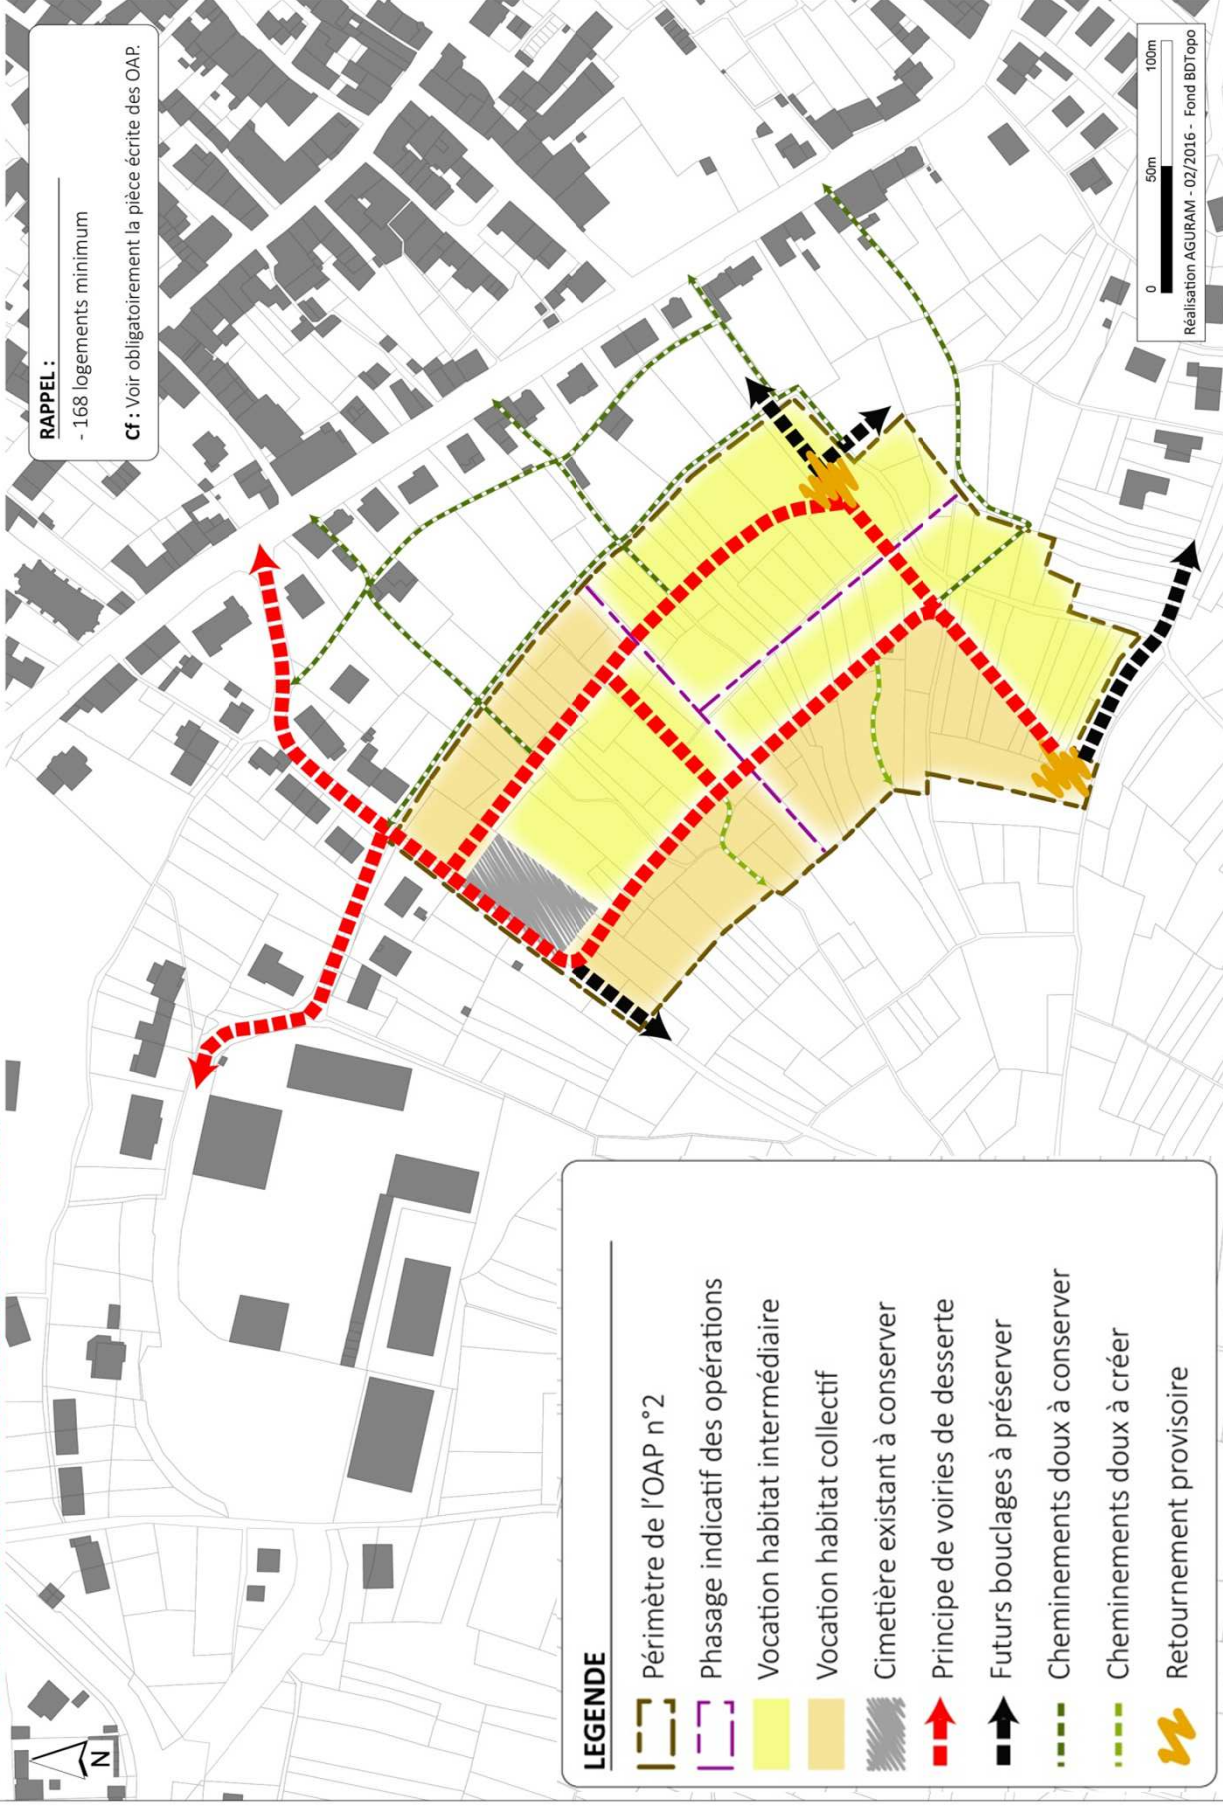 RAPPEL :
- 168 logements minimum
Cf : Voir obligatoirement la pièce écrite des OAP.
N
LEGENDE
Périmètre de l'OAP n°2
Phasage indicatif des opérations
Vocation habitat intermédiaire
Vocation habitat collectif
Cimetière existant à conserver
Principe de voiries de desserte
Futurs bouclages à préserver
Cheminements doux à conserver
Cheminements doux à créer
Retournement provisoire
0 50m 100m
Réalisation AGURAM - 02/2016 - Fond BDTopo